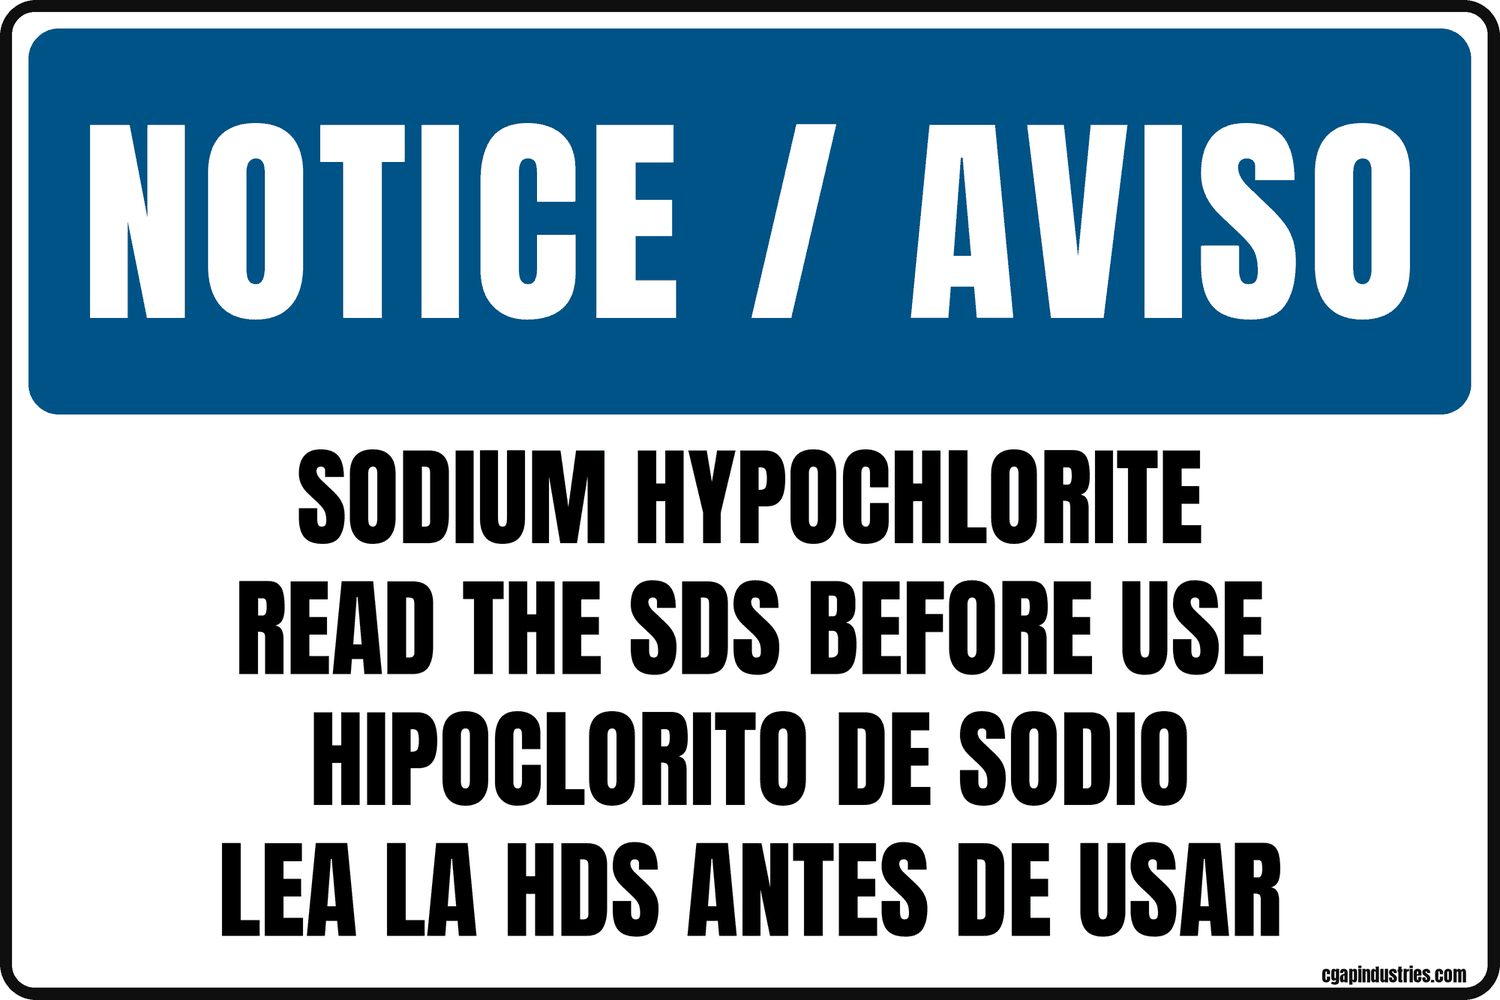 NOTICE / AVISO
SODIUM HYPOCHLORITE
READ THE SDS BEFORE USE
HIPOCLORITO DE SODIO
LEA LA HDS ANTES DE USAR
cgapindustries.com